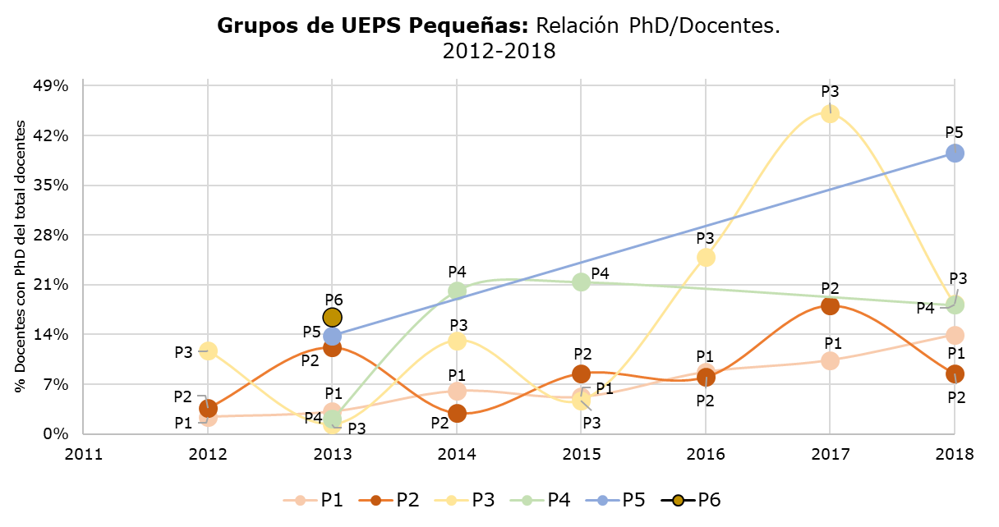 Grupos de UEPS Pequeñas: Relación PhD/Docentes.
2012-2018
% Docentes con PhD del total docentes
49%
42%
35%
28%
21%
14%
7%
0%
P3
P5
P3
P3
P4
P4
P2
P4
P6
P5
P3
P2
P3
P1
P2
P1
P1
P1
P2
P1
P2
P2
P1
P1
P4
P3
P2
P3
P2
2011 2012 2013 2014 2015 2016 2017 2018
P1 P2 P3 P4 P5 P6